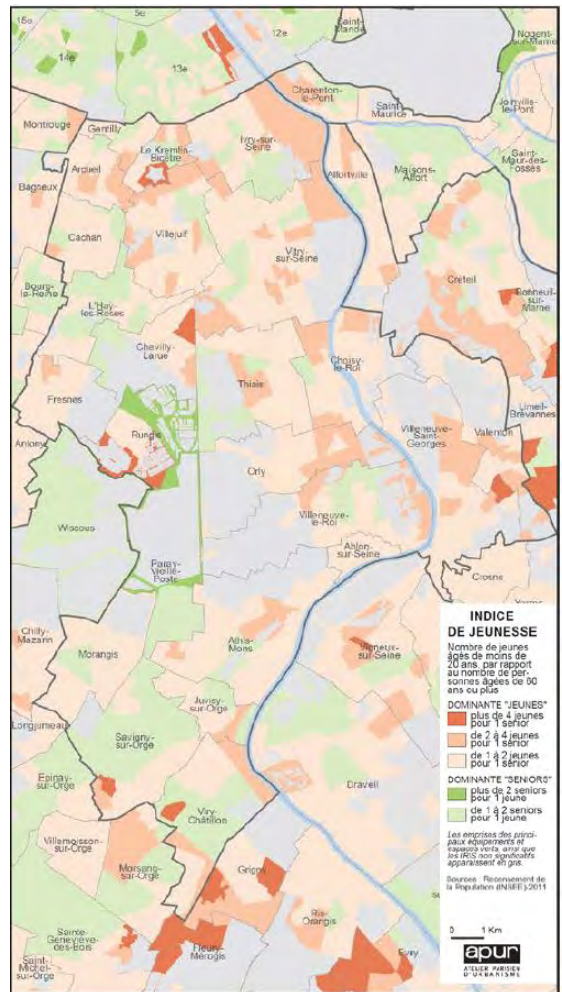 15e
14e
13e
12e
Saint-
Mandé
Nogent-
sur-Marne
Charenton-
le-Pont
Saint
Maurice
Joinville-
le-Pont
Montrouge
Gentilly
Le Kremlin-
Bicêtre
Ivry-sur-
Seine
Alfortville
Maisons-
Alfort
Saint-
Maur-des-
Fossés
Arcueil
Bagneux
Cachan
Villejuif
Vitry
-sur-Seine
Créteil
Bonneuil-
sur-
Marne
Bourg-
la-Reine
L'Hay
-les-Roses
Chevilly-
Larue
Choisy-
le-Roi
Thiais
Fresnes
Limeil-
Brévannes
Villeneuve-
Saint-
Georges
Valenton
Antony
Rungis
Orly
Wissous
Villeneuve-
le-Roi
Ablon-
sur-Seine
Crosne
Paray-
Vieille-
Poste
Yerres
Chilly-
Mazarin
Morangis
Athis-
Mons
Vigneux-
sur-Seine
Juvisy-
sur-Orge
Longjumeau
Savigny-
sur-Orge
Draveil
Epinay-
sur-Orge
Viry-
Châtillon
Villemoisson-
sur-Orge
Morsang-
sur-Orge
Grigny
Ris-
Orangis
Sainte-
Geneviève-
des-Bois
Fleury-
Mérogis
Evry
Saint-
Michel-
sur-Orge
INDICE
DE JEUNESSE
Nombre de jeunes
âgés de moins de
20 ans, par rapport
au nombre de per-
sonnes âgées de 60
ans ou plus
DOMINANTE "JEUNES"
plus de 4 jeunes
pour 1 sénior
de 2 à 4 jeunes
pour 1 sénior
de 1 à 2 jeunes
pour 1 sénior
DOMINANTE "SENIORS"
plus de 2 seniors
pour 1 jeune
de 1 à 2 seniors
pour 1 jeune
Les emprises des princi-
paux équipements et
espaces verts, ainsi que
les IRIS non significatifs
apparaissent en gris.
Sources : Recensement de
la Population (INSEE)-2011
0 1 Km
apur
ATELIER PARISIEN
D'URBANISME